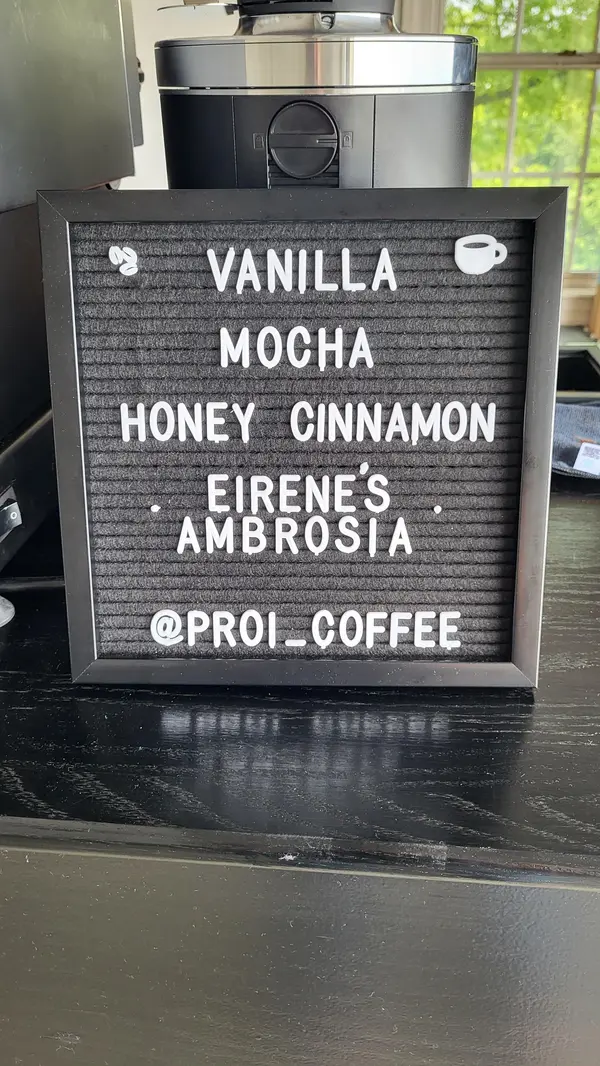 VANILLA
MOCHA
HONEY CINNAMON
EIRENE'S
AMBROSIA
@PROI_COFFEE